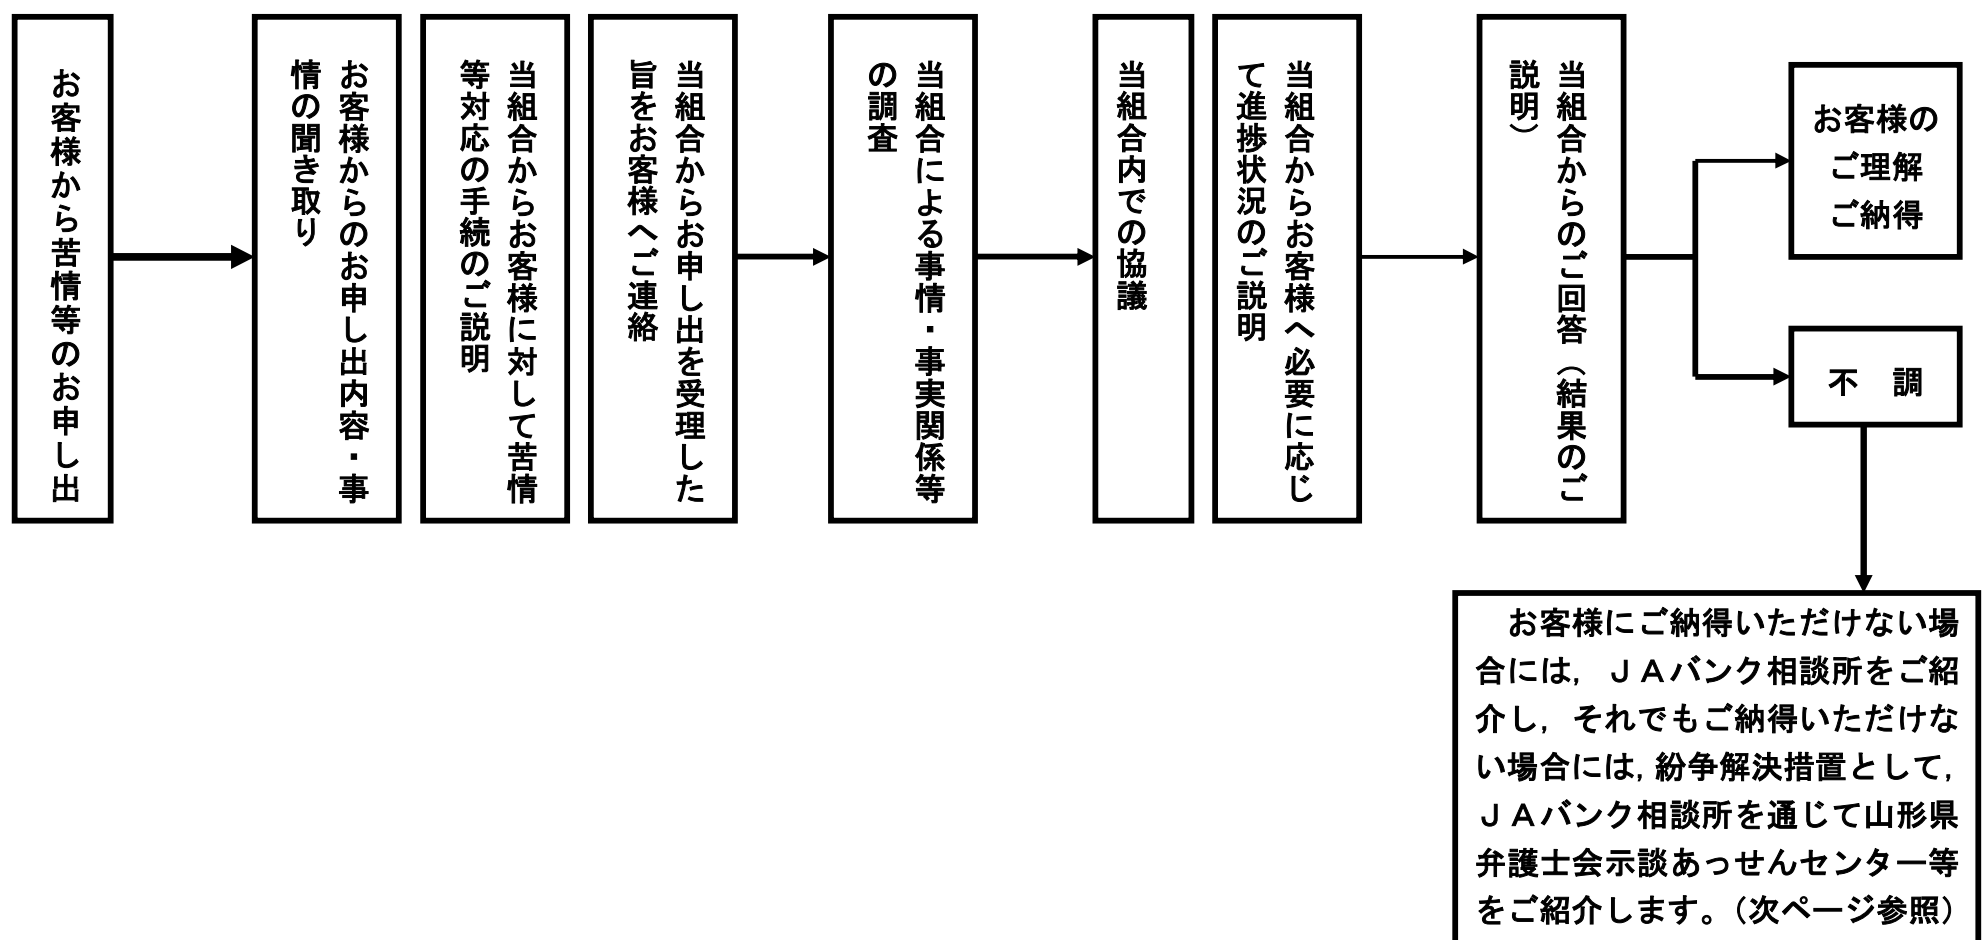 お客様から苦情等のお申し出
お客様からのお申し出内容・事
情の聞き取り
当組合からお客様に対して苦情
等対応の手続のご説明
当組合からお申し出を受理した
旨をお客様へご連絡
当組合による事情・事実関係等
の調査
当組合内での協議
当組合からお客様へ必要に応じ
て進捗状況のご説明
当組合からのご回答（結果のご
説明）
お客様の
ご理解
ご納得
不　調
　お客様にご納得いただけない場
合には，ＪＡバンク相談所をご紹
介し，それでもご納得いただけな
い場合には，紛争解決措置として，
ＪＡバンク相談所を通じて山形県
弁護士会示談あっせんセンター等
をご紹介します。（次ページ参照）